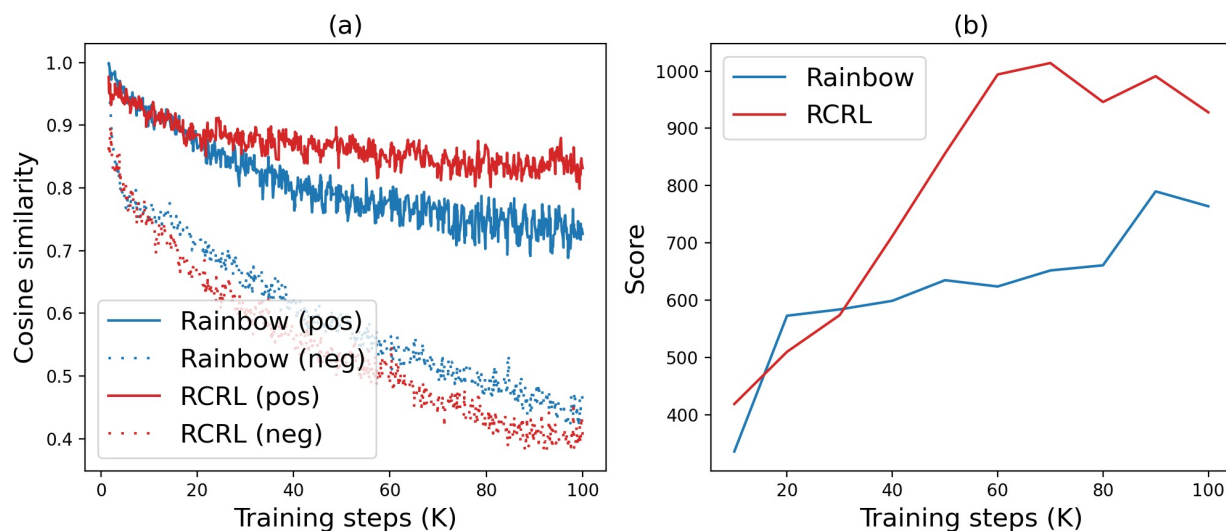 (a)
1.0
0.9
0.8
0.7
0.6
0.5
0.4
Cosine similarity
Rainbow (pos)
Rainbow (neg)
RCRL (pos)
RCRL (neg)
0
20
40
60
80
100
Training steps (K)
(b)
1000
900
800
700
600
500
400
Score
Rainbow
RCRL
20
40
60
80
100
Training steps (K)